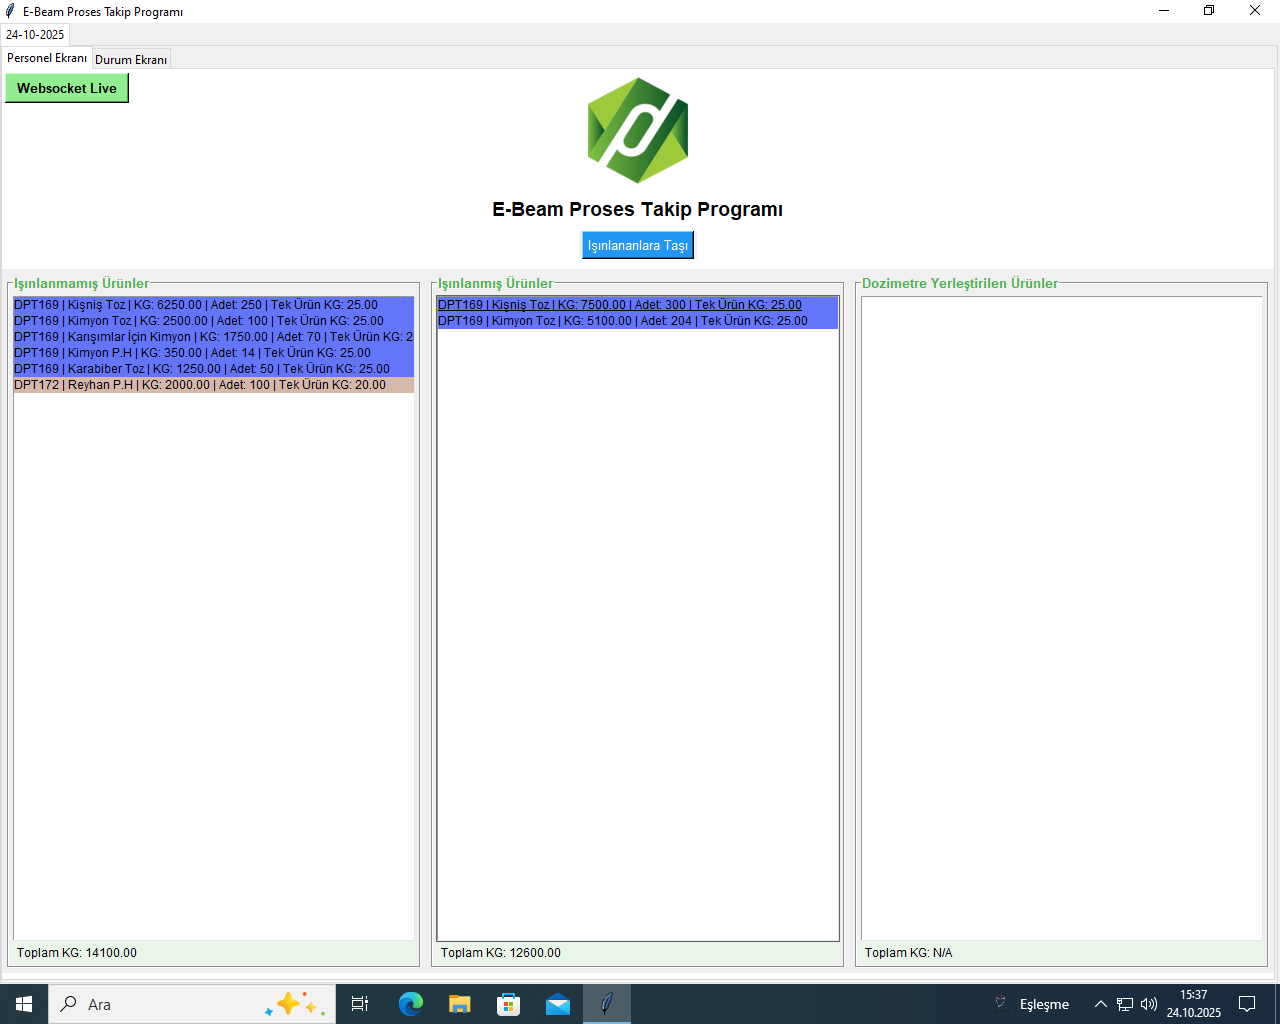 E-Beam Proses Takip Programı
24-10-2025
Personel Ekranı Durum Ekranı
Websocket Live
E-Beam Proses Takip Programı
Işınlananlara Taşı
Işınlanmamış Ürünler
DPT169 | Kişniş Toz | KG: 6250.00 | Adet: 250 | Tek Ürün KG: 25.00
DPT169 | Kimyon Toz | KG: 2500.00 | Adet: 100 | Tek Ürün KG: 25.00
DPT169 | Karışımlar İçin Kimyon | KG: 1750.00 | Adet: 70 | Tek Ürün KG: 2
DPT169 | Kimyon P.H | KG: 350.00 | Adet: 14 | Tek Ürün KG: 25.00
DPT169 | Karabiber Toz | KG: 1250.00 | Adet: 50 | Tek Ürün KG: 25.00
DPT172 | Reyhan P.H | KG: 2000.00 | Adet: 100 | Tek Ürün KG: 20.00
Toplam KG: 14100.00
Işınlanmış Ürünler
DPT169 | Kişniş Toz | KG: 7500.00 | Adet: 300 | Tek Ürün KG: 25.00
DPT169 | Kimyon Toz | KG: 5100.00 | Adet: 204 | Tek Ürün KG: 25.00
Toplam KG: 12600.00
Dozimetre Yerleştirilen Ürünler
Toplam KG: N/A
Ara
Eşleşme
15:37
24.10.2025